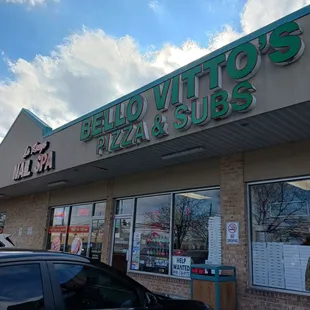 BELLO VITTO'S
PIZZA & SUBS
NAIL SPA
HELP
WANTED